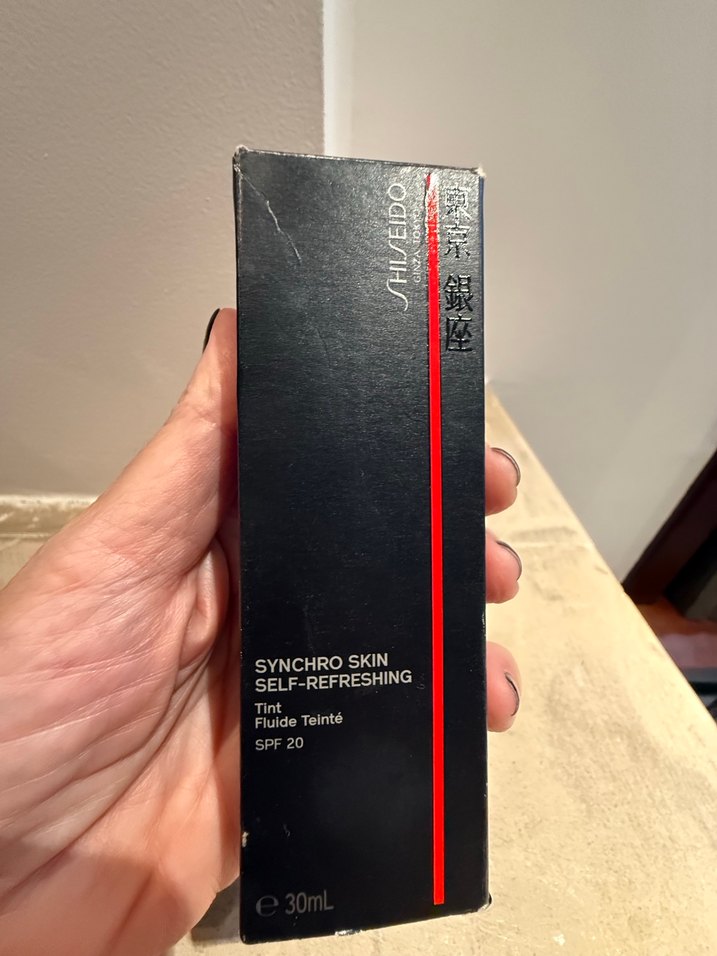 SHISEIDO
GINZA TOKYO
東京 銀座
SYNCHRO SKIN
SELF-REFRESHING
Tint
Fluide Teinté
SPF 20
℮ 30mL